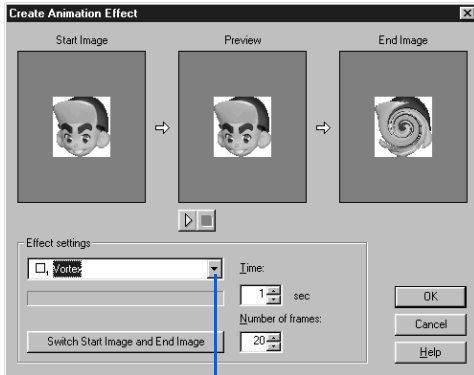 Create Animation Effect
Start Image
Preview
End Image
Effect settings
Vortex
Time:
1 sec
Number of frames:
20
Switch Start Image and End Image
OK
Cancel
Help